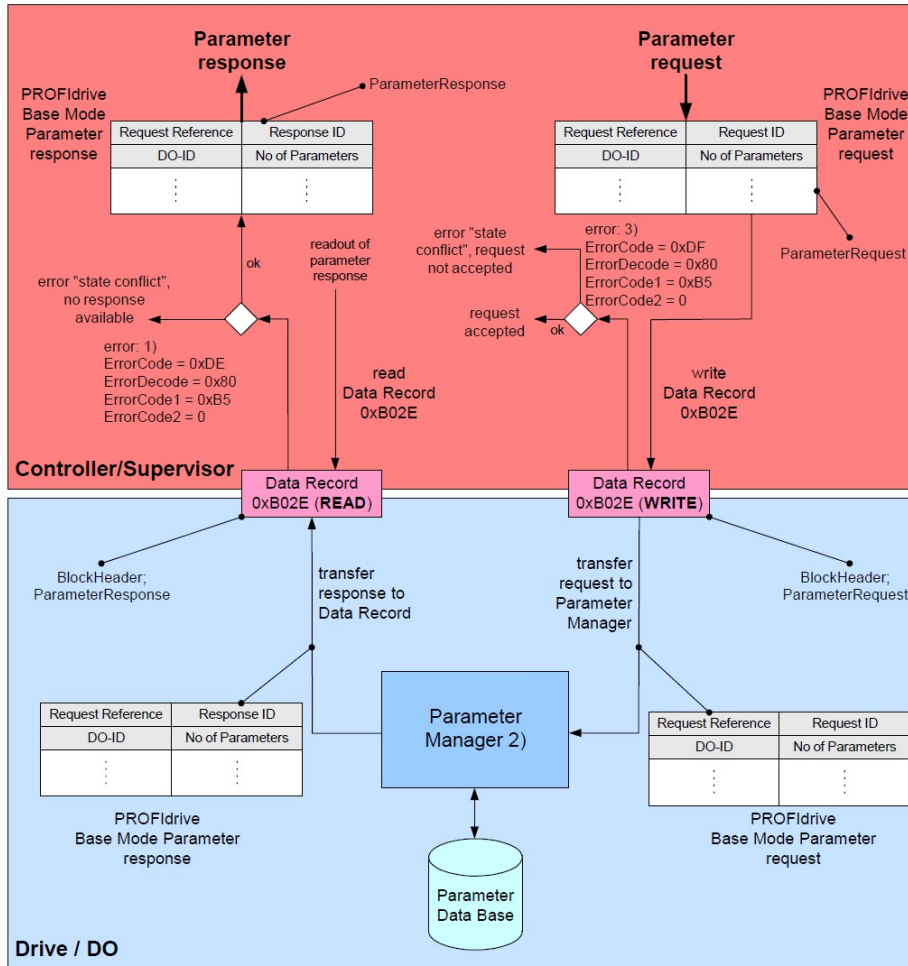 Parameter
response
Parameter
request
PROFIdrive
Base Mode
Parameter
response
ParameterResponse
Request Reference
Response ID
DO-ID
No of Parameters
Request Reference
Request ID
DO-ID
No of Parameters
PROFIdrive
Base Mode
Parameter
request
ParameterRequest
ok
readout of
parameter
response
error "state conflict",
no response
available
error: 1)
ErrorCode = 0xDE
ErrorDecode = 0x80
ErrorCode1 = 0xB5
ErrorCode2 = 0
read
Data Record
0xB02E
error "state
conflict", request
not accepted
error: 3)
ErrorCode = 0xDF
ErrorDecode = 0x80
ErrorCode1 = 0xB5
ErrorCode2 = 0
request
accepted
ok
write
Data Record
0xB02E
Controller/Supervisor
Data Record
0xB02E (READ)
Data Record
0xB02E (WRITE)
BlockHeader;
ParameterResponse
transfer
response to
Data Record
transfer
request to
Parameter
Manager
BlockHeader;
ParameterRequest
Request Reference
Response ID
DO-ID
No of Parameters
PROFIdrive
Base Mode Parameter
response
Parameter
Manager 2)
Request Reference
Request ID
DO-ID
No of Parameters
PROFIdrive
Base Mode Parameter
request
Parameter
Data Base
Drive / DO